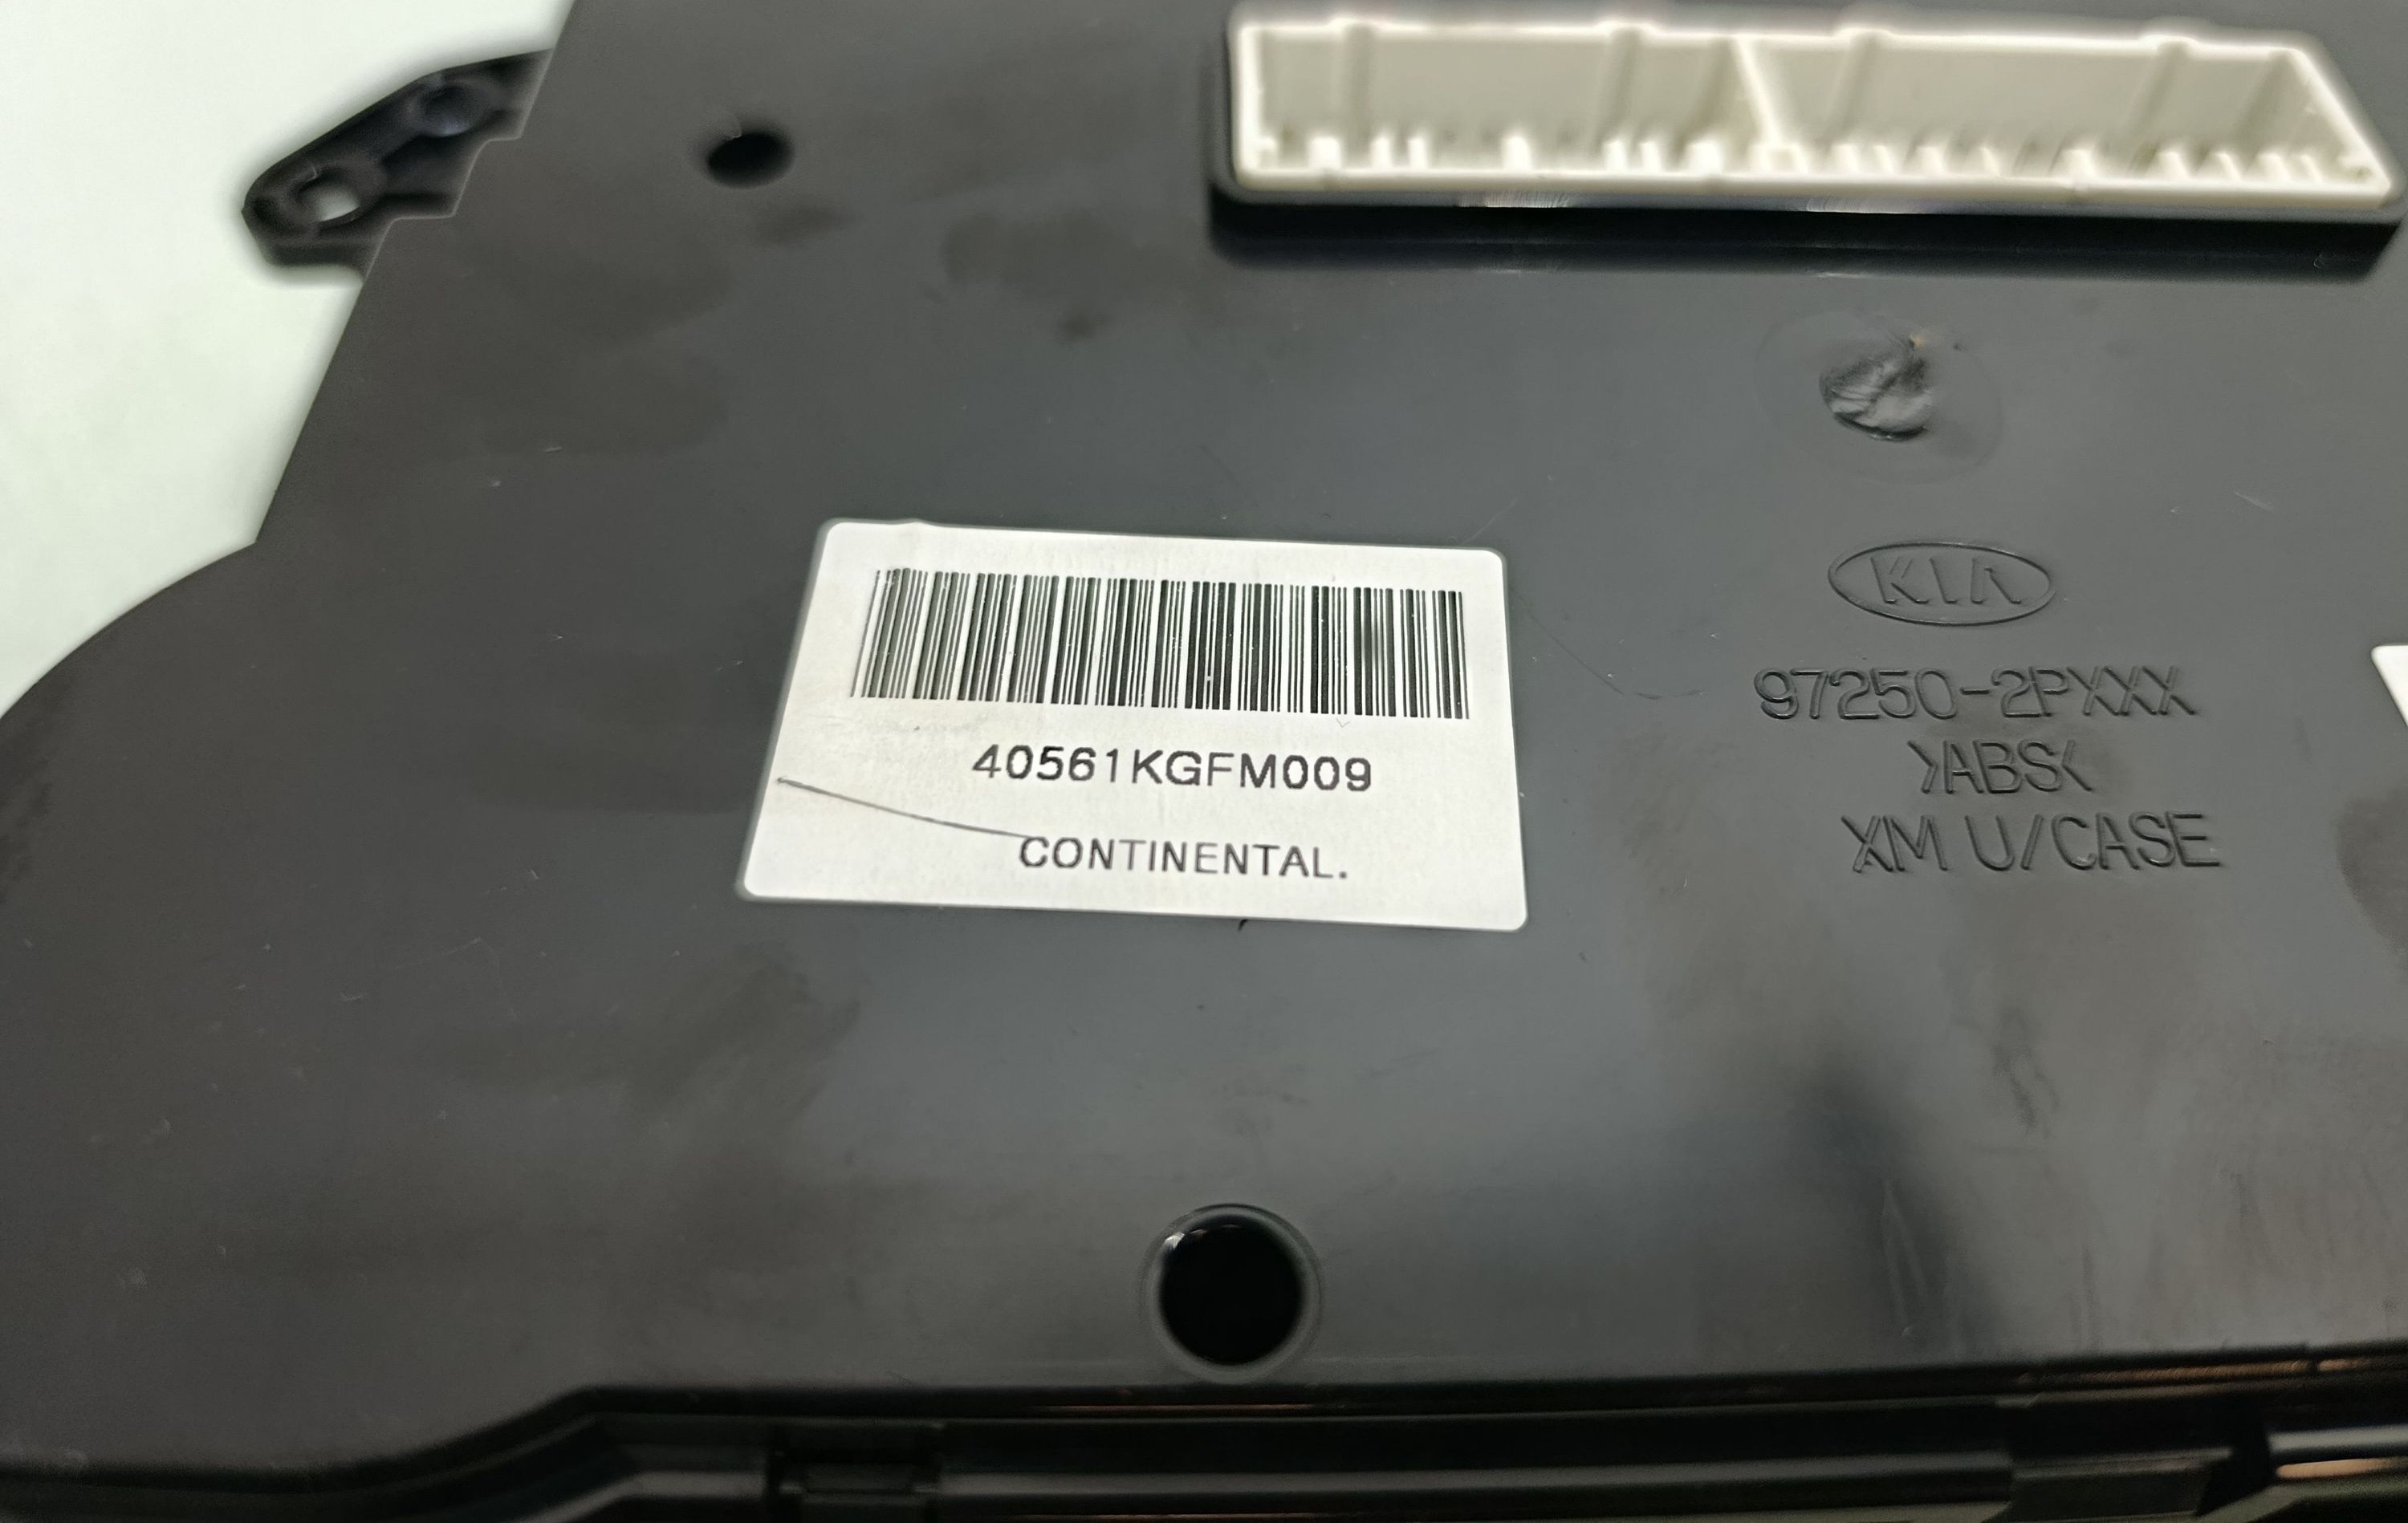 40561KGFM009
CONTINENTAL.
KIA
97250-2PXXX
>ABS<
XM U/CASE